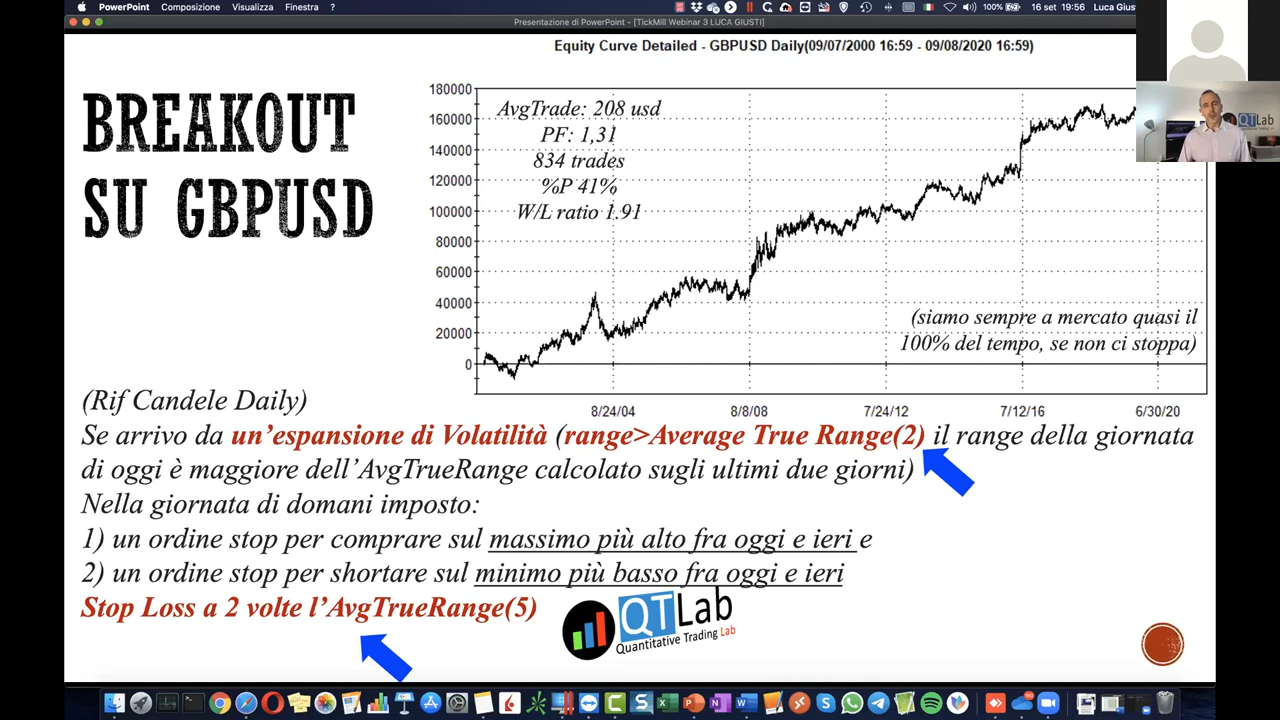 PowerPoint Composizione Visualizza Finestra ?
100% 16 set 19:56 Luca Gius
Presentazione di PowerPoint - [TickMill Webinar 3 LUCA GIUSTI]
Equity Curve Detailed - GBPUSD Daily(09/07/2000 16:59 - 09/08/2020 16:59)
BREAKOUT
SU GBPUSD
180000
160000
140000
120000
100000
80000
60000
40000
20000
0
AvgTrade: 208 usd
PF: 1,31
834 trades
%P 41%
W/L ratio 1.91
(siamo sempre a mercato quasi il
100% del tempo, se non ci stoppa)
8/24/04 8/8/08 7/24/12 7/12/16 6/30/20
QTLab
(Rif Candele Daily)
Se arrivo da un’espansione di Volatilità (range>Average True Range(2) il range della giornata
di oggi è maggiore dell’AvgTrueRange calcolato sugli ultimi due giorni)
Nella giornata di domani imposto:
1) un ordine stop per comprare sul massimo più alto fra oggi e ieri e
2) un ordine stop per shortare sul minimo più basso fra oggi e ieri
Stop Loss a 2 volte l’AvgTrueRange(5)
QTLab
Quantitative Trading Lab